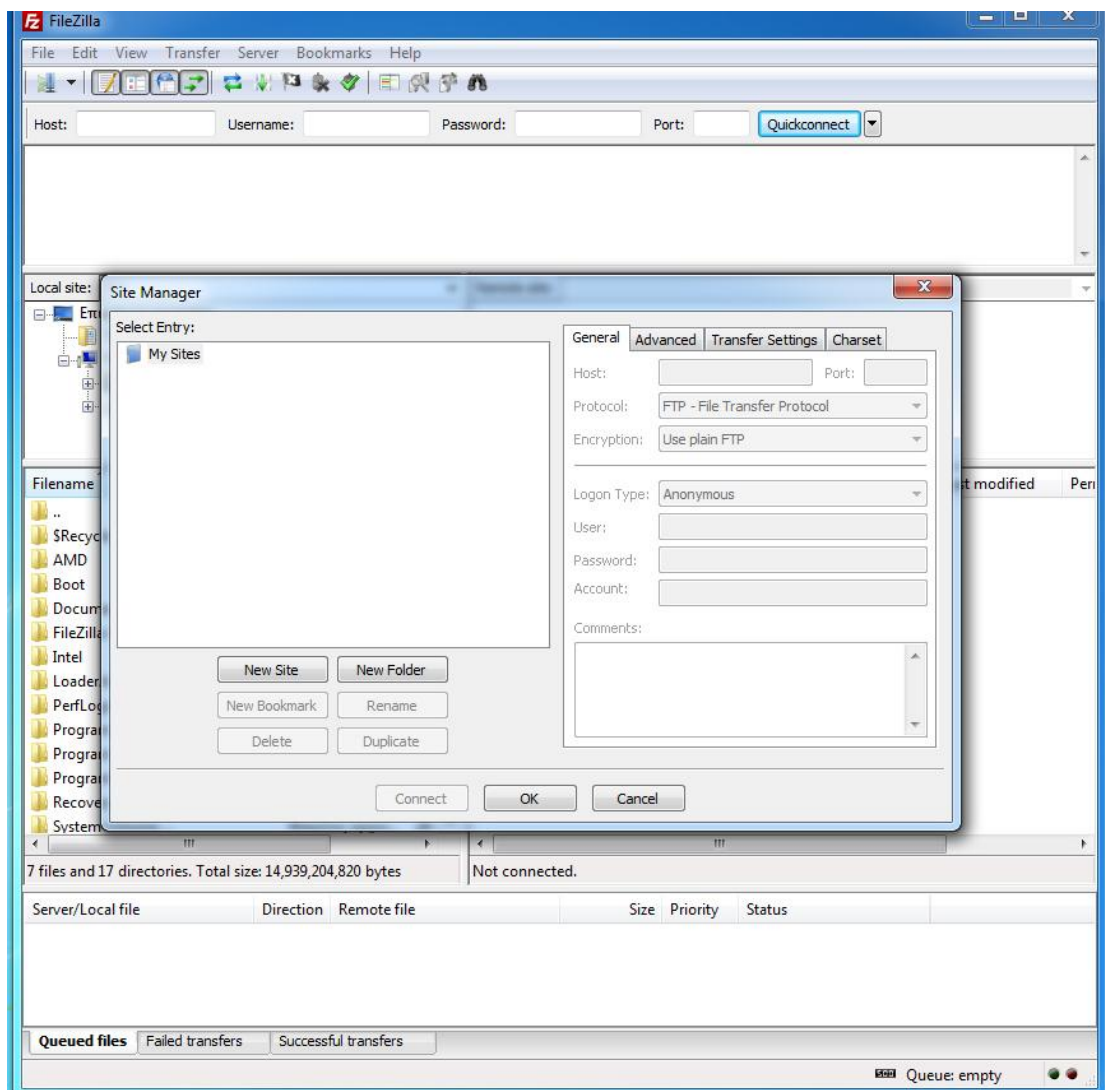 FileZilla
File Edit View Transfer Server Bookmarks Help
Host: Username: Password: Port: Quickconnect
Local site:
Site Manager
Select Entry:
My Sites
General Advanced Transfer Settings Charset
Host: Port:
Protocol: FTP - File Transfer Protocol
Encryption: Use plain FTP
Logon Type: Anonymous
User:
Password:
Account:
Comments:
New Site New Folder
New Bookmark Rename
Delete Duplicate
Connect OK Cancel
Filename st modified Peri
..
$Recyc
AMD
Boot
Docum
FileZilla
Intel
Loader
PerfLog
Program
Program
Program
Recove
System
7 files and 17 directories. Total size: 14,939,204,820 bytes Not connected.
Server/Local file Direction Remote file Size Priority Status
Queued files Failed transfers Successful transfers
Queue: empty